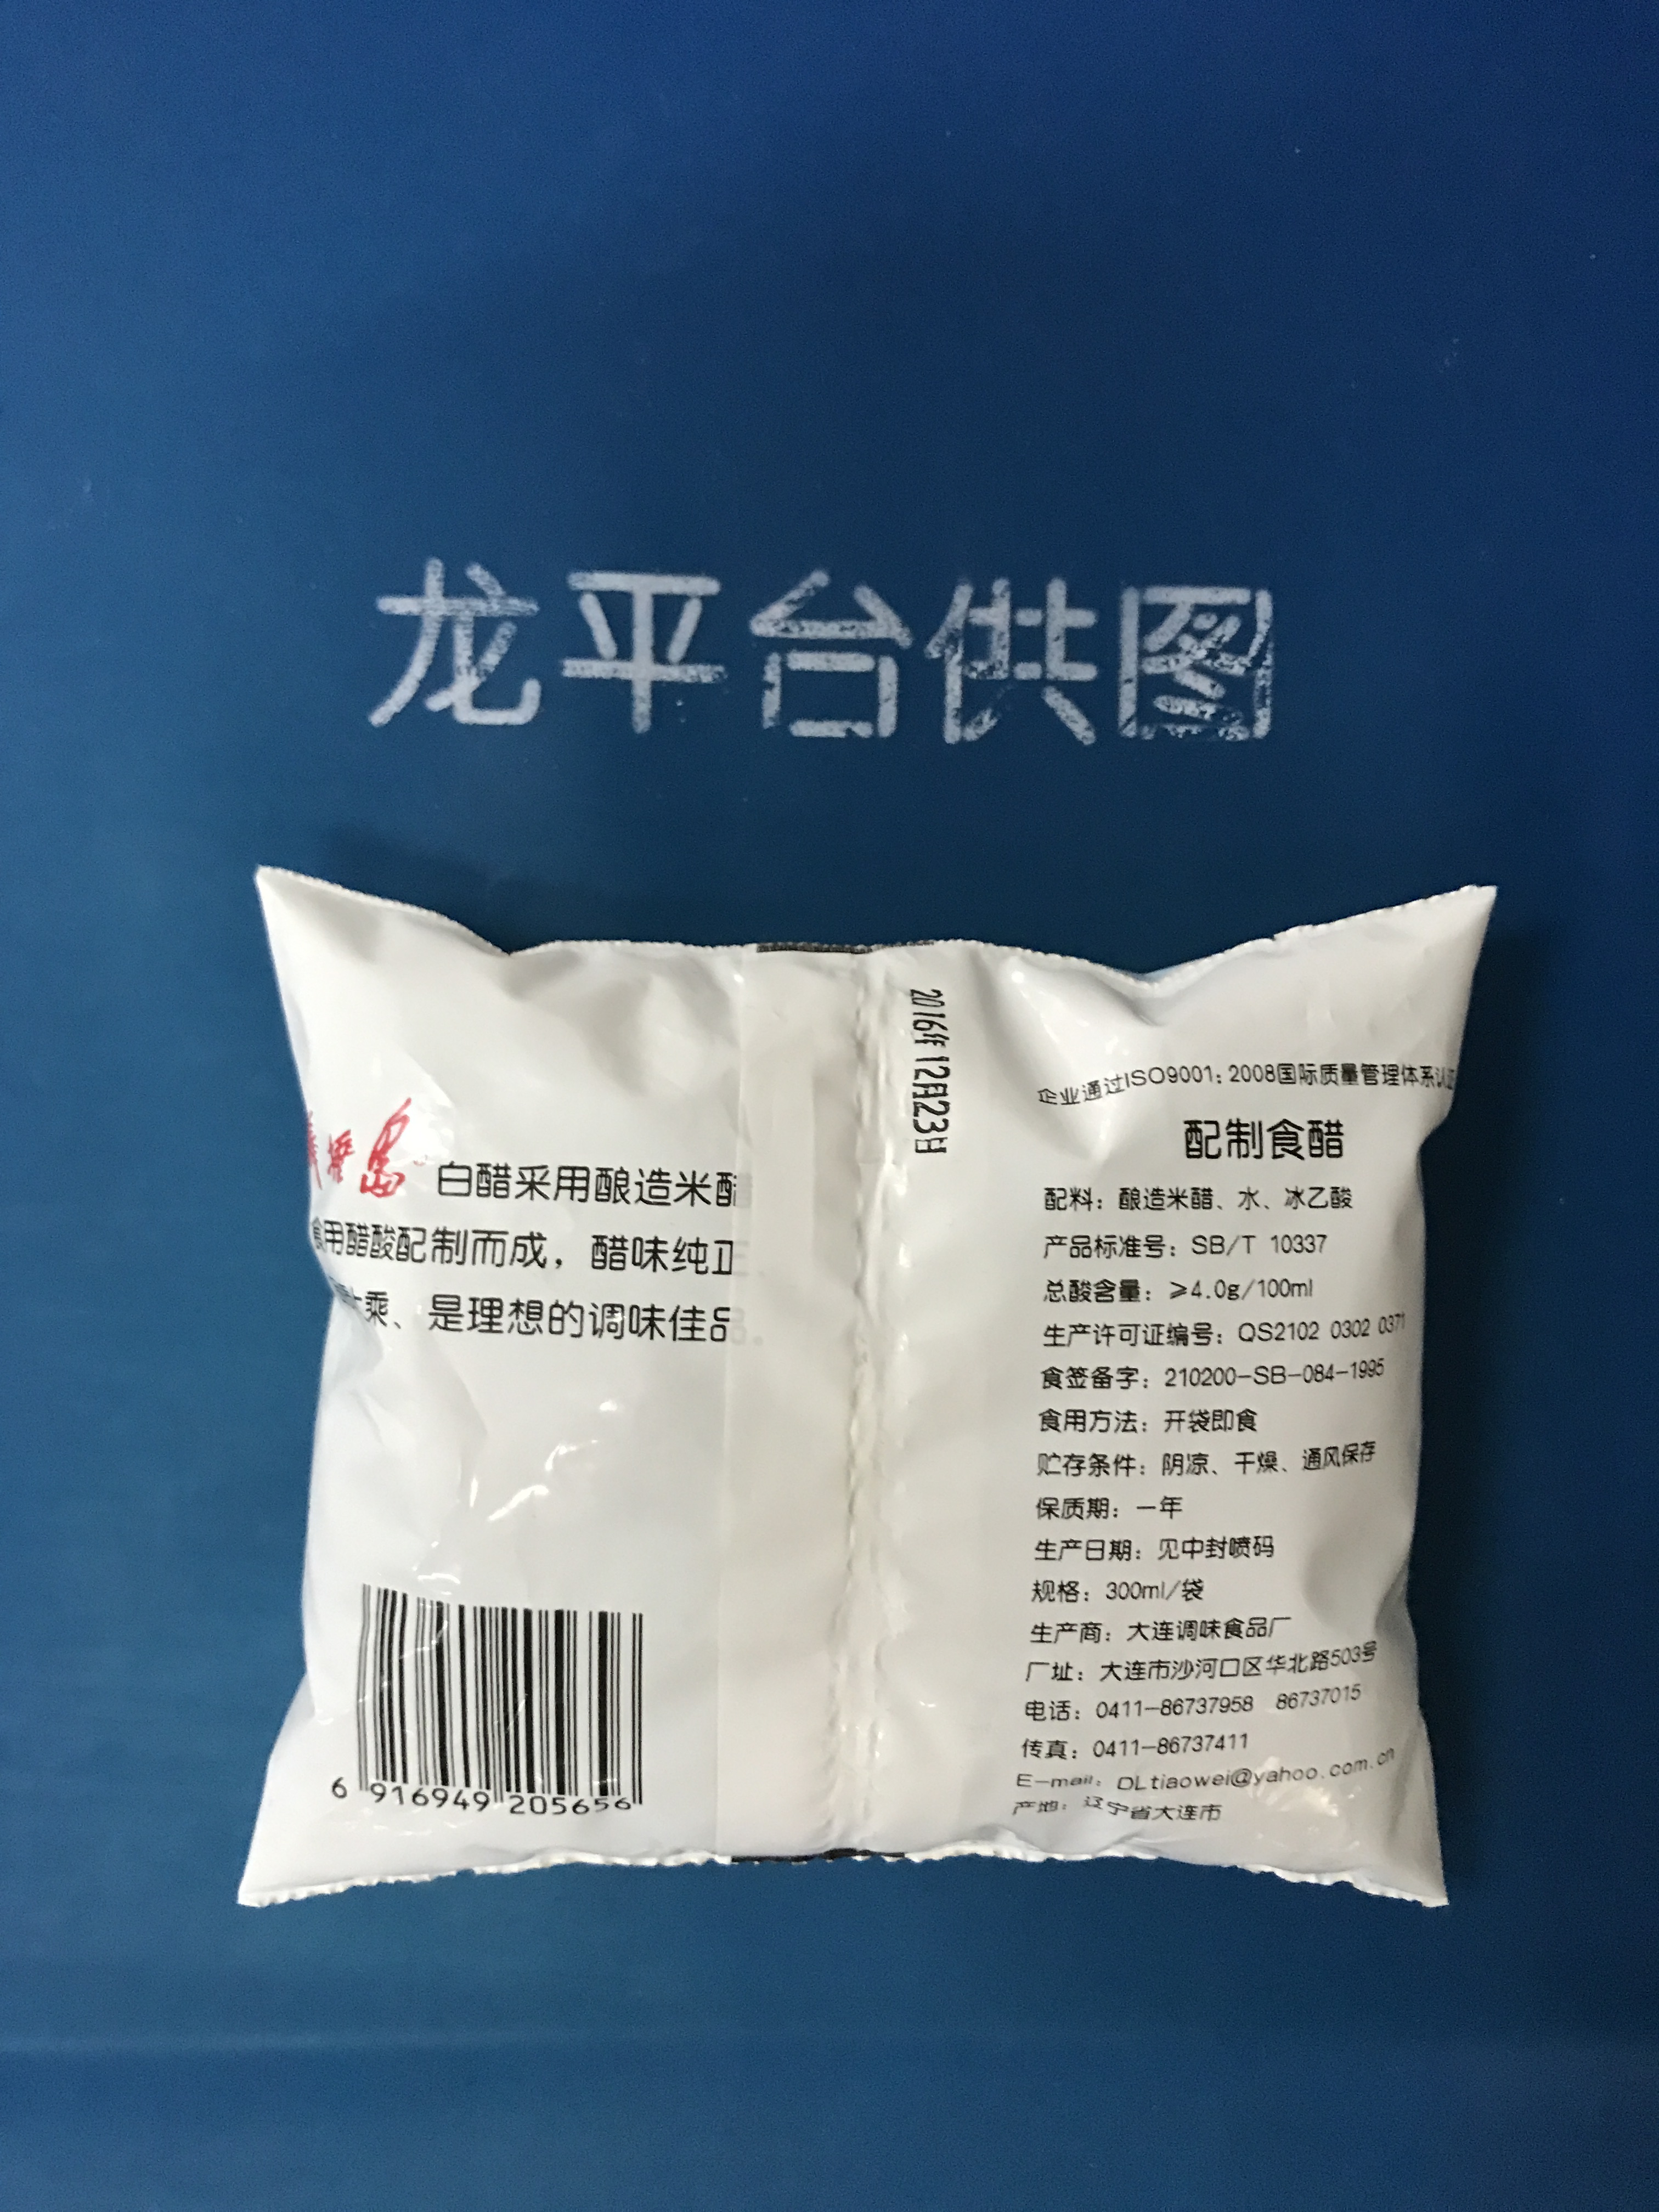 龙平台供图
2016年12月23日
岛
白醋采用酿造米醋
食用醋酸配制而成，醋味纯正
乘、是理想的调味佳品。
6 916949 205656
企业通过ISO9001：2008国际质量管理体系认证
配制食醋
配料：酿造米醋、水、冰乙酸
产品标准号：SB/T 10337
总酸含量：≥4.0g/100ml
生产许可证编号：QS2102 0302 0371
食签备字：210200-SB-084-1995
食用方法：开袋即食
贮存条件：阴凉、干燥、通风保存
保质期：一年
生产日期：见中封喷码
规格：300ml/袋
生产商：大连调味食品厂
厂址：大连市沙河口区华北路503号
电话：0411-86737958 86737015
传真：0411-86737411
E-mail：DLtiaowei@yahoo.com.cn
产地：辽宁省大连市